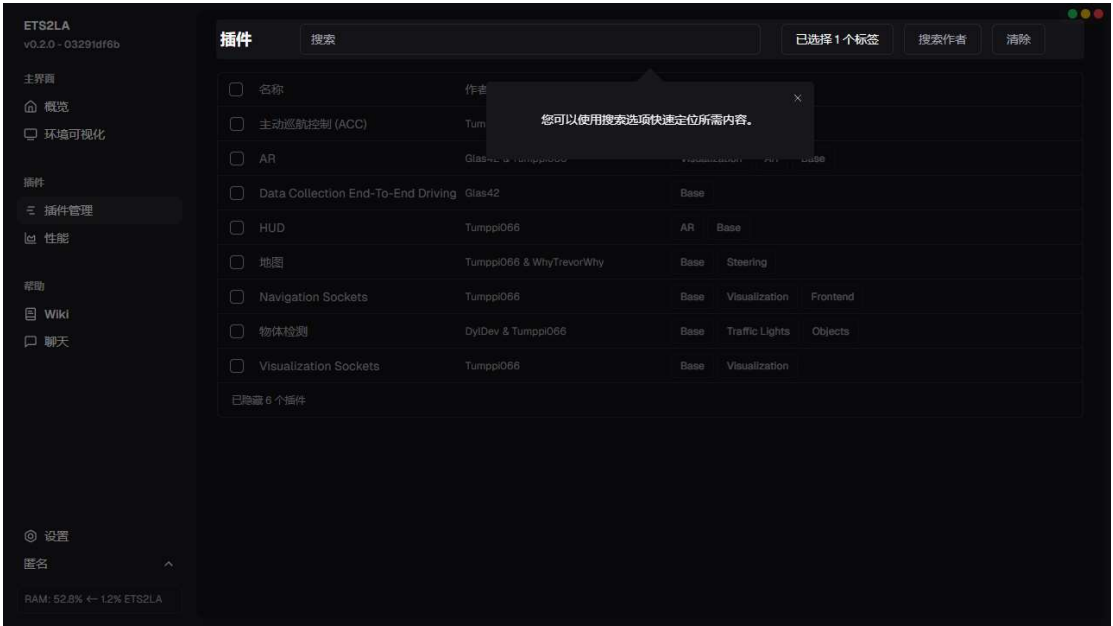 ETS2LA
v0.2.0 - 03291df6b
主界面
概览
环境可视化
插件
插件管理
性能
帮助
Wiki
聊天
设置
匿名
RAM: 52.8% ← 1.2% ETS2LA
插件 搜索 已选择 1 个标签 搜索作者 清除
您可以使用搜索选项快速定位所需内容。
名称 作者
主动巡航控制 (ACC) Tum
AR Glas42 & Tumppi066 Visualization AR Base
Data Collection End-To-End Driving Glas42 Base
HUD Tumppi066 AR Base
地图 Tumppi066 & WhyTrevorWhy Base Steering
Navigation Sockets Tumppi066 Base Visualization Frontend
物体检测 DylDev & Tumppi066 Base Traffic Lights Objects
Visualization Sockets Tumppi066 Base Visualization
已隐藏 6 个插件